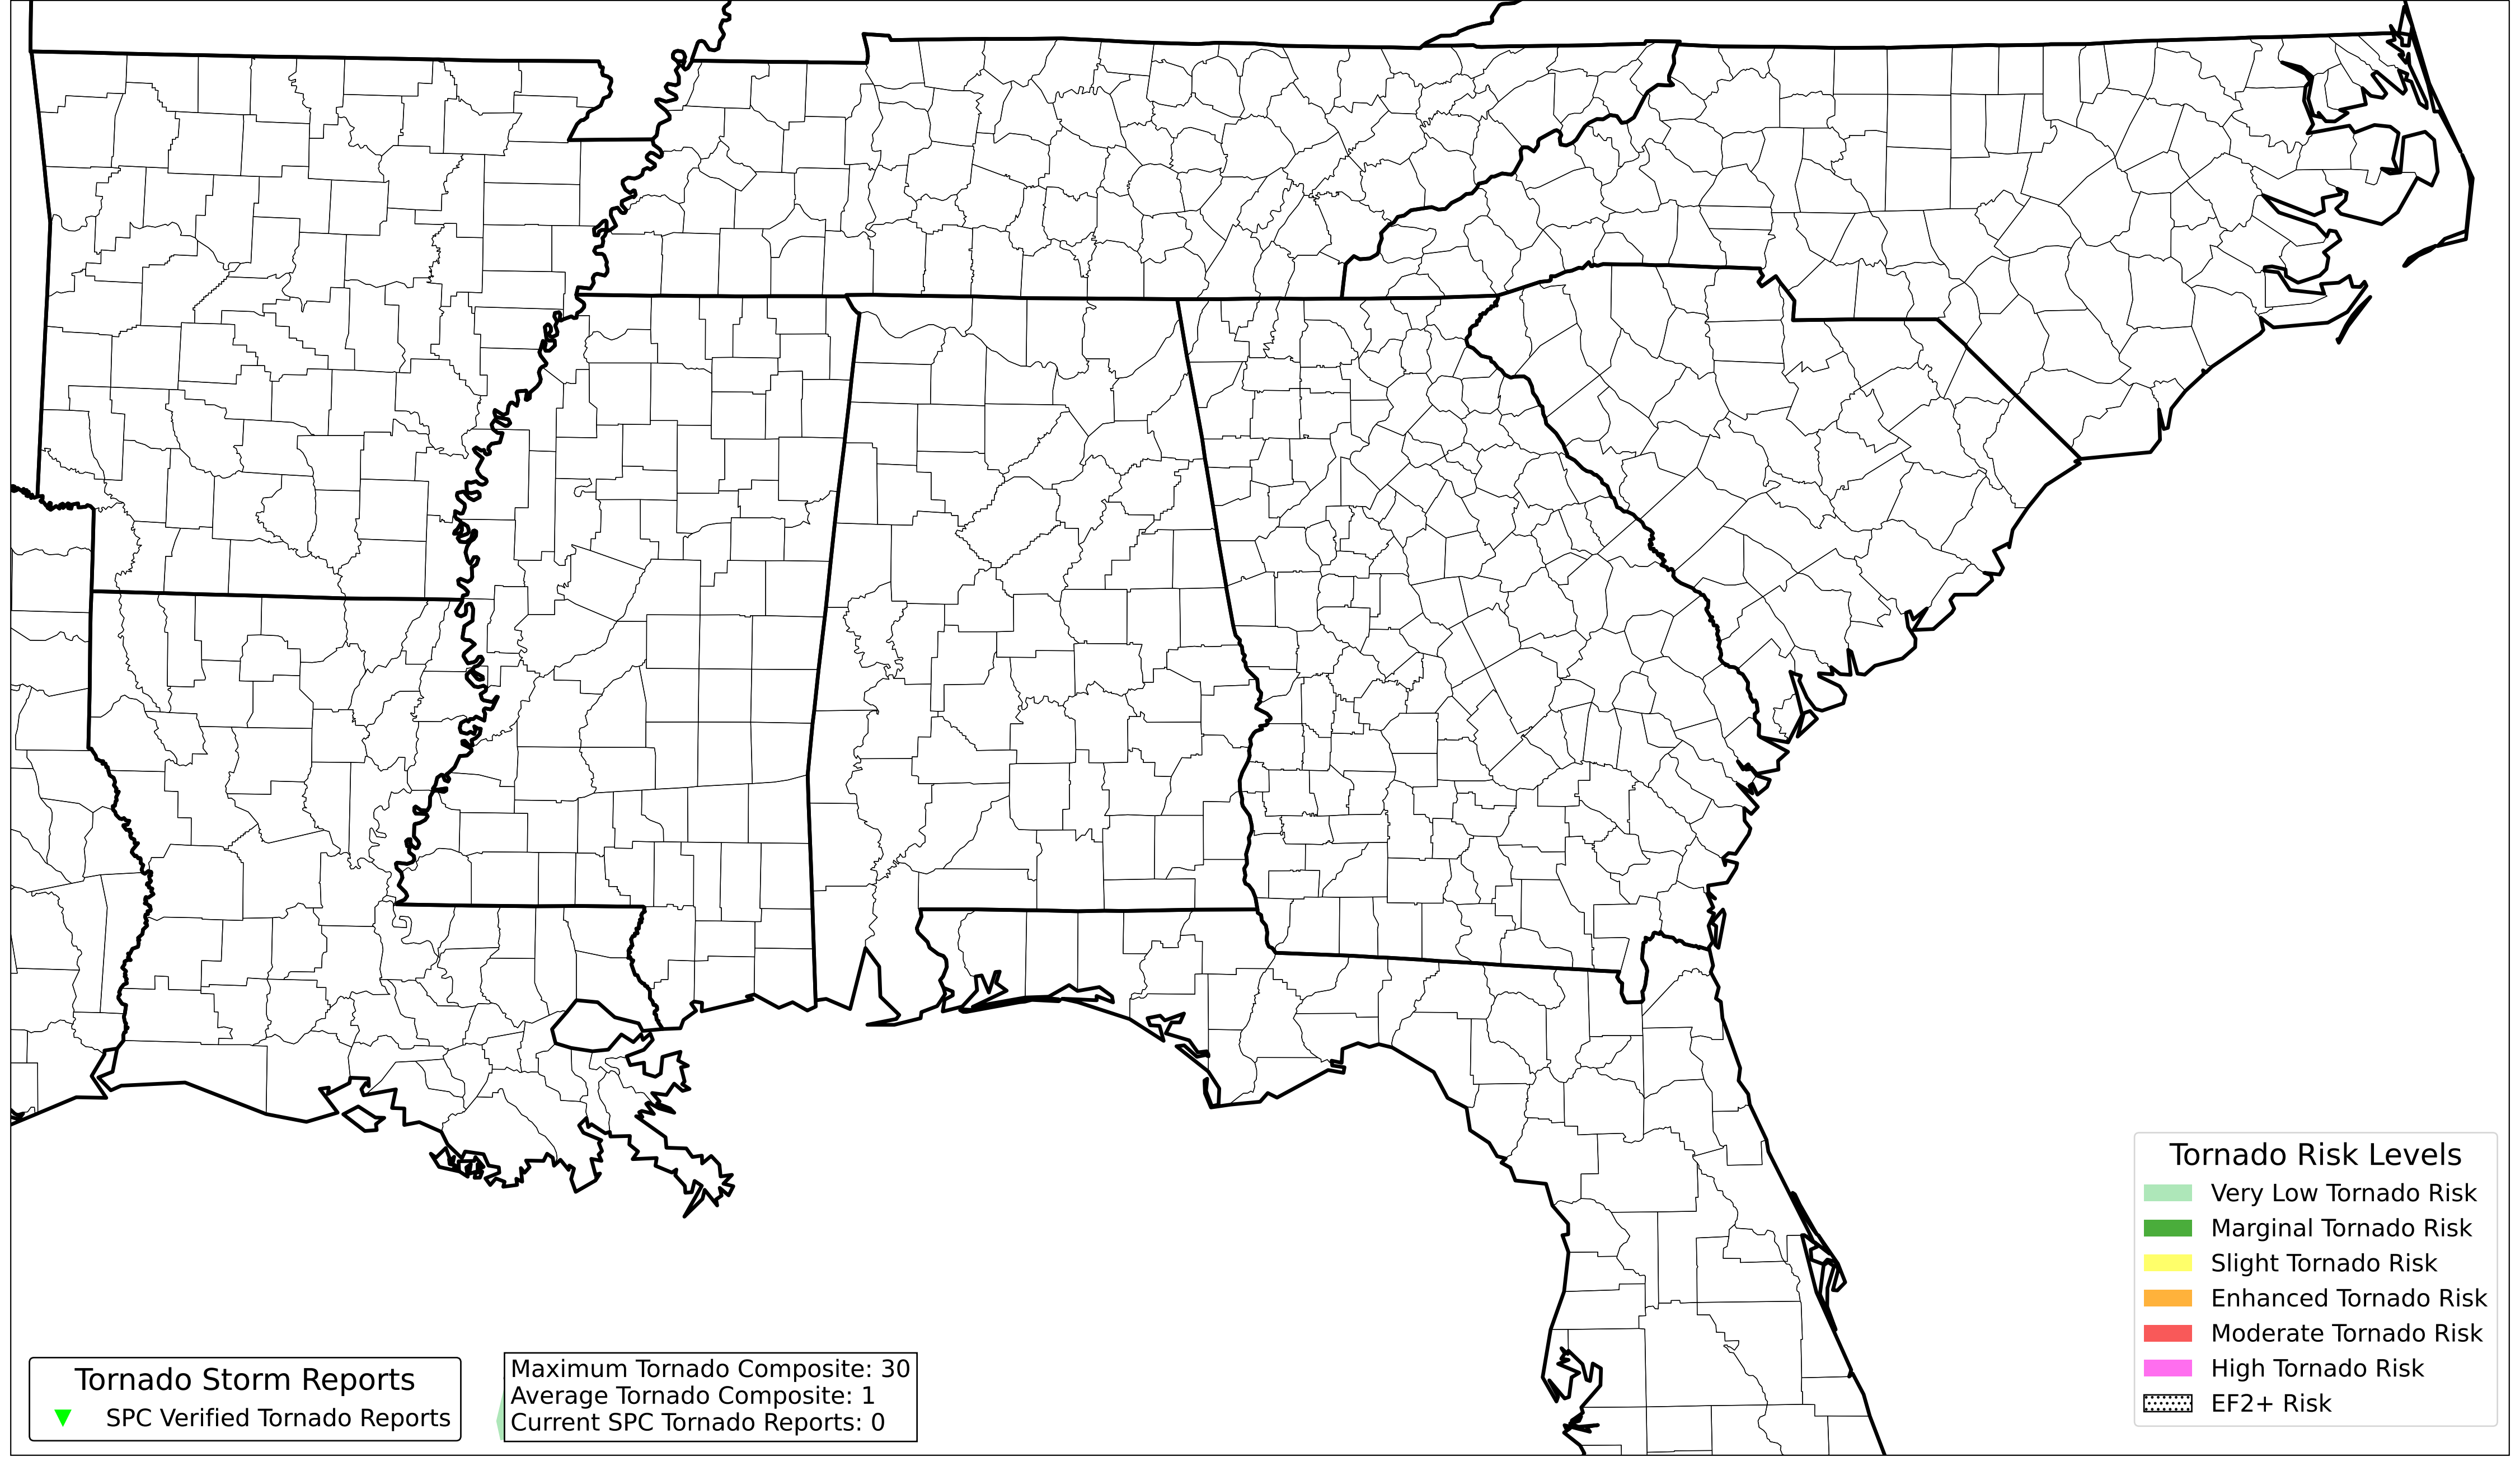 Tornado Risk Levels
Very Low Tornado Risk
Marginal Tornado Risk
Slight Tornado Risk
Enhanced Tornado Risk
Moderate Tornado Risk
High Tornado Risk
EF2+ Risk
Tornado Storm Reports
SPC Verified Tornado Reports
Maximum Tornado Composite: 30
Average Tornado Composite: 1
Current SPC Tornado Reports: 0